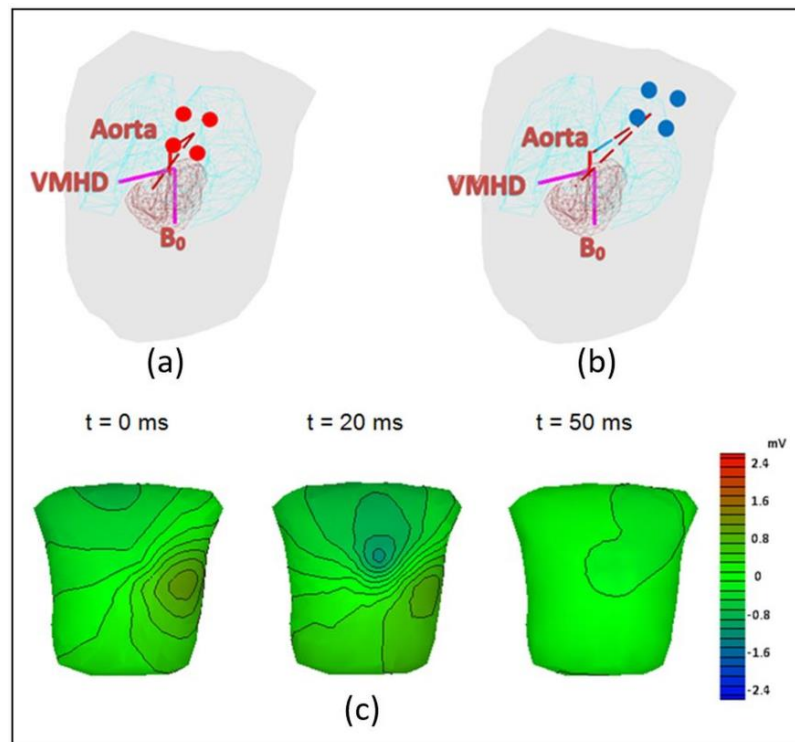 Aorta
VMHD
B₀
(a)
Aorta
VMHD
B₀
(b)
t = 0 ms
t = 20 ms
t = 50 ms
mV
2.4
1.6
0.8
0
-0.8
-1.6
-2.4
(c)